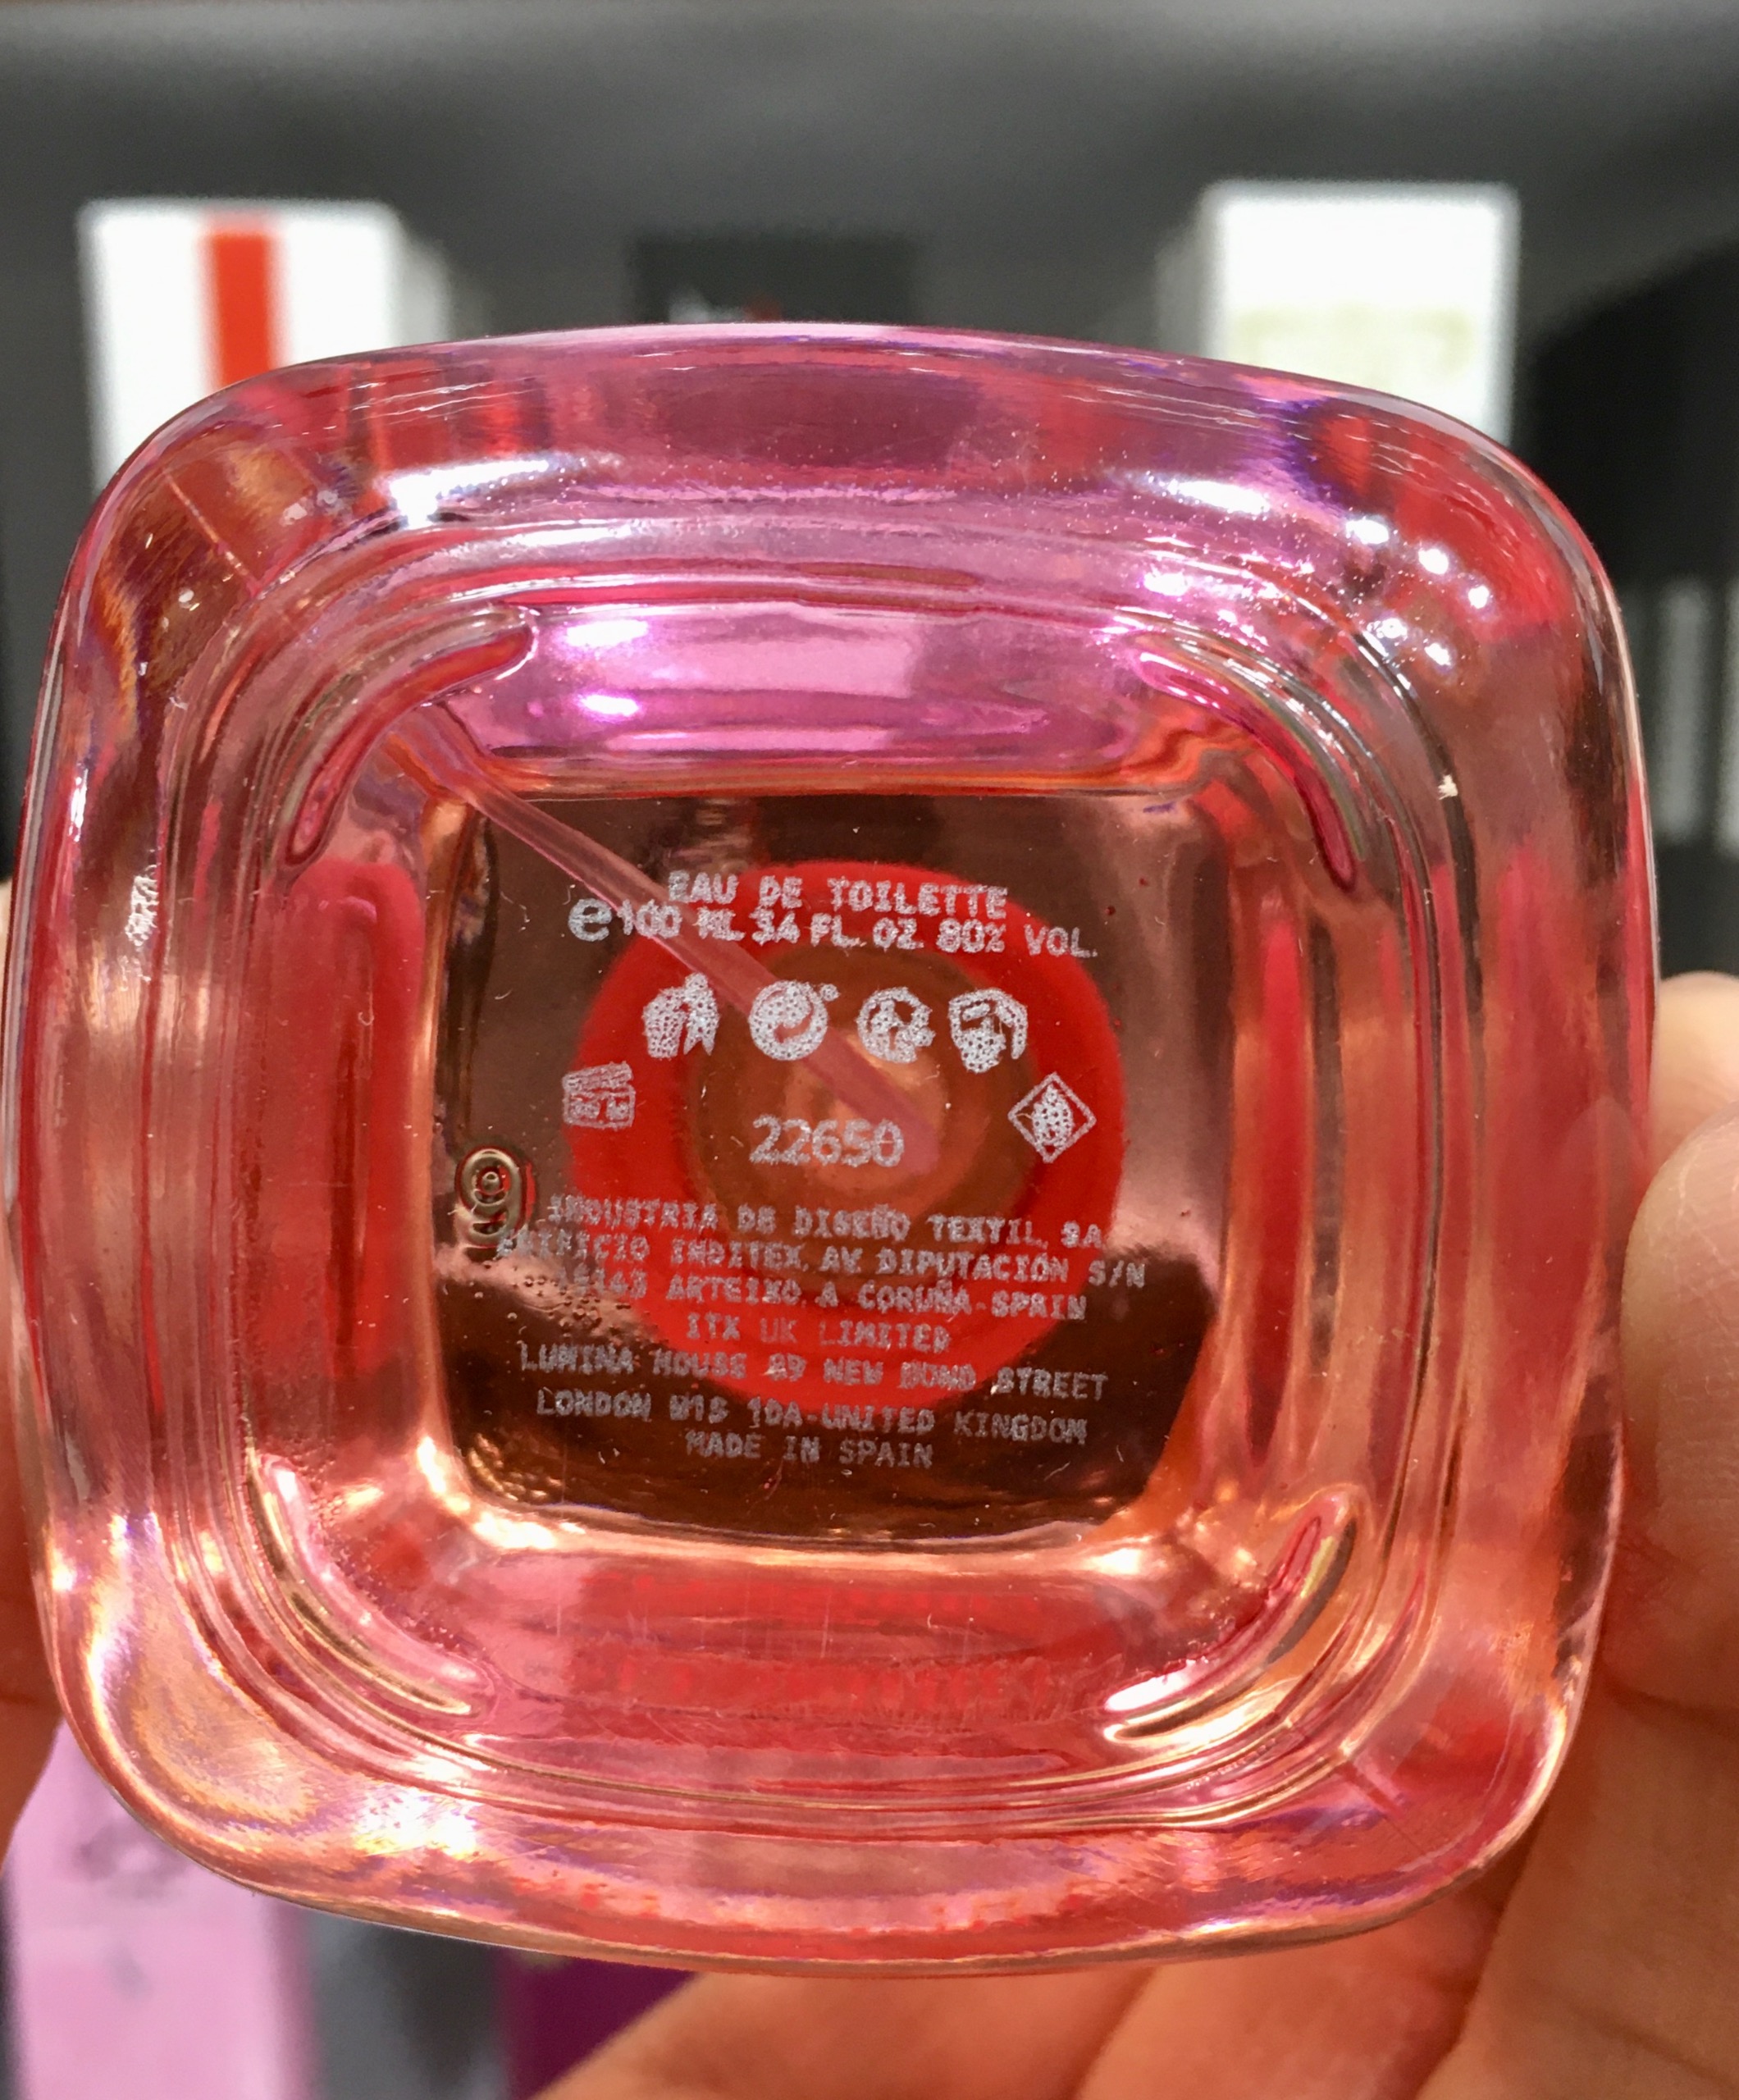 EAU DE TOILETTE
e 100 ML 3.4 FL. OZ. 80% VOL.
22650
9
INDUSTRIA DE DISEÑO TEXTIL, S.A.
EDIFICIO INDITEX, AV. DIPUTACIÓN S/N
15143 ARTEIXO, A CORUÑA-SPAIN
ITX UK LIMITED
LUMINA HOUSE 89 NEW BOND STREET
LONDON W1S 1DA-UNITED KINGDOM
MADE IN SPAIN